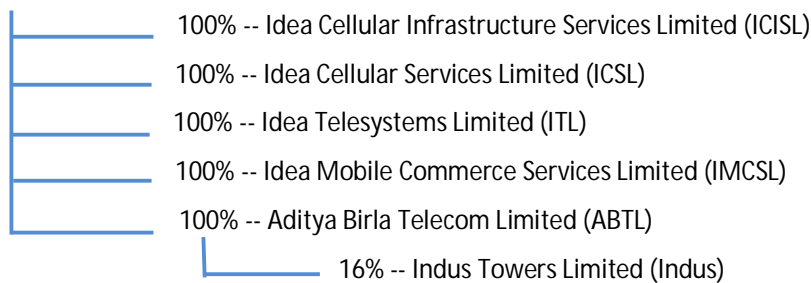 100% -- Idea Cellular Infrastructure Services Limited (ICISL)
100% -- Idea Cellular Services Limited (ICSL)
100% -- Idea Telesystems Limited (ITL)
100% -- Idea Mobile Commerce Services Limited (IMCSL)
100% -- Aditya Birla Telecom Limited (ABTL)
16% -- Indus Towers Limited (Indus)